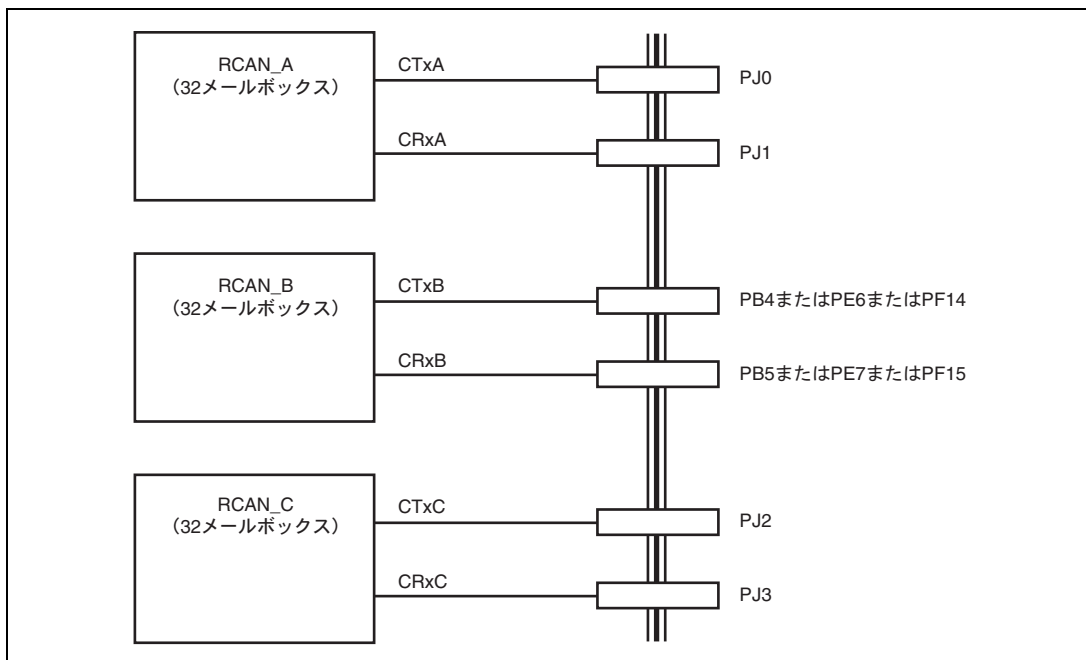 RCAN_A
（32メールボックス）
CTxA
PJ0
CRxA
PJ1
RCAN_B
（32メールボックス）
CTxB
PB4またはPE6またはPF14
CRxB
PB5またはPE7またはPF15
RCAN_C
（32メールボックス）
CTxC
PJ2
CRxC
PJ3